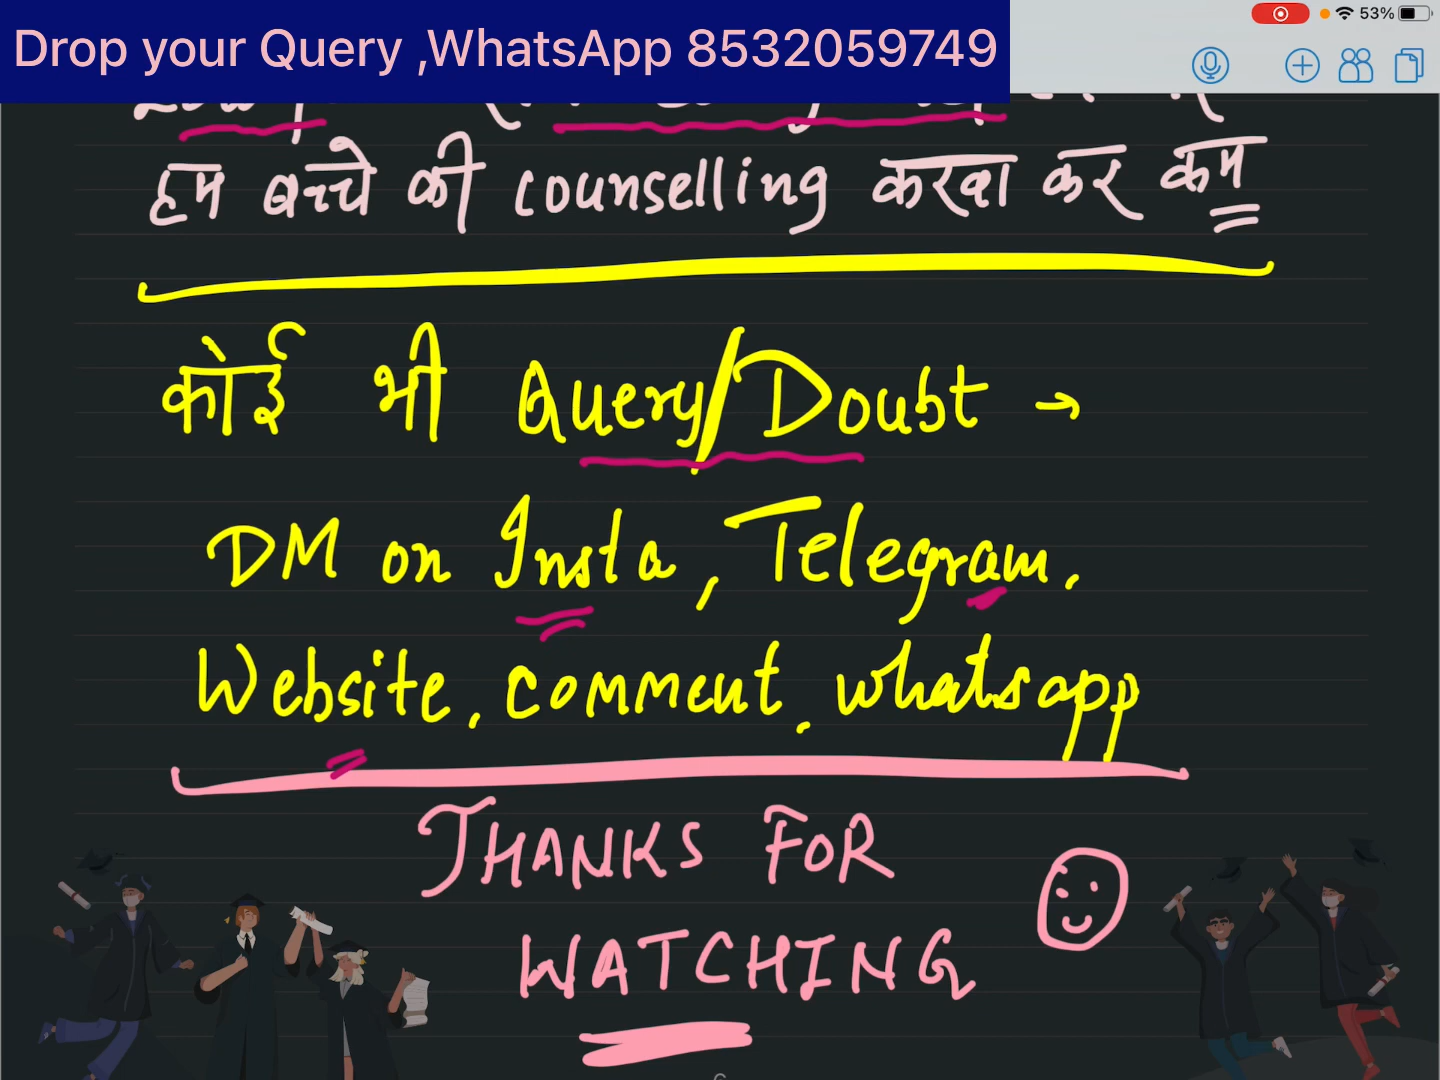 Drop your Query ,WhatsApp 8532059749
53%
हम बच्चे की counselling करवा कर कम
कोई भी Query/Doubt →
DM on Insta, Telegram.
Website, comment, whatsapp
THANKS FOR
WATCHING